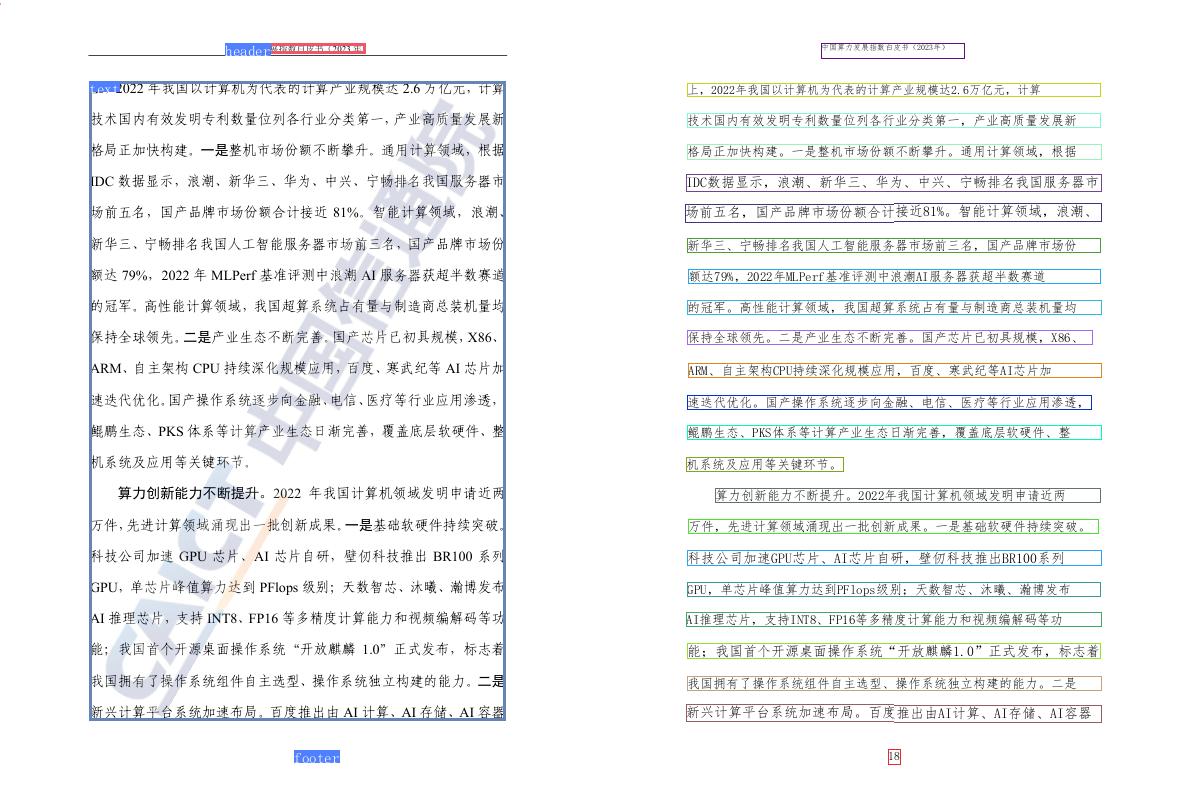 header 展指数白皮书（2023 年）
text 2022 年我国以计算机为代表的计算产业规模达 2.6 万亿元，计算
技术国内有效发明专利数量位列各行业分类第一，产业高质量发展新
格局正加快构建。一是整机市场份额不断攀升。通用计算领域，根据
IDC 数据显示，浪潮、新华三、华为、中兴、宁畅排名我国服务器市
场前五名，国产品牌市场份额合计接近 81%。智能计算领域，浪潮、
新华三、宁畅排名我国人工智能服务器市场前三名，国产品牌市场份
额达 79%，2022 年 MLPerf 基准评测中浪潮 AI 服务器获超半数赛道
的冠军。高性能计算领域，我国超算系统占有量与制造商总装机量均
保持全球领先。二是产业生态不断完善。国产芯片已初具规模，X86、
ARM、自主架构 CPU 持续深化规模应用，百度、寒武纪等 AI 芯片加
速迭代优化。国产操作系统逐步向金融、电信、医疗等行业应用渗透，
鲲鹏生态、PKS 体系等计算产业生态日渐完善，覆盖底层软硬件、整
机系统及应用等关键环节。
算力创新能力不断提升。2022 年我国计算机领域发明申请近两
万件，先进计算领域涌现出一批创新成果。一是基础软硬件持续突破。
科技公司加速 GPU 芯片、AI 芯片自研，壁仞科技推出 BR100 系列
GPU，单芯片峰值算力达到 PFlops 级别；天数智芯、沐曦、瀚博发布
AI 推理芯片，支持 INT8、FP16 等多精度计算能力和视频编解码等功
能；我国首个开源桌面操作系统“开放麒麟 1.0”正式发布，标志着
我国拥有了操作系统组件自主选型、操作系统独立构建的能力。二是
新兴计算平台系统加速布局。百度推出由 AI 计算、AI 存储、AI 容器
CAICT 中国信通院
footer
中国算力发展指数白皮书（2023年）
上，2022年我国以计算机为代表的计算产业规模达2.6万亿元，计算
技术国内有效发明专利数量位列各行业分类第一，产业高质量发展新
格局正加快构建。一是整机市场份额不断攀升。通用计算领域，根据
IDC数据显示，浪潮、新华三、华为、中兴、宁畅排名我国服务器市
场前五名，国产品牌市场份额合计接近81%。智能计算领域，浪潮、
新华三、宁畅排名我国人工智能服务器市场前三名，国产品牌市场份
额达79%，2022年MLPerf基准评测中浪潮AI服务器获超半数赛道
的冠军。高性能计算领域，我国超算系统占有量与制造商总装机量均
保持全球领先。二是产业生态不断完善。国产芯片已初具规模，X86、
ARM、自主架构CPU持续深化规模应用，百度、寒武纪等AI芯片加
速迭代优化。国产操作系统逐步向金融、电信、医疗等行业应用渗透，
鲲鹏生态、PKS体系等计算产业生态日渐完善，覆盖底层软硬件、整
机系统及应用等关键环节。
算力创新能力不断提升。2022年我国计算机领域发明申请近两
万件，先进计算领域涌现出一批创新成果。一是基础软硬件持续突破。
科技公司加速GPU芯片、AI芯片自研，壁仞科技推出BR100系列
GPU，单芯片峰值算力达到PFlops级别；天数智芯、沐曦、瀚博发布
AI推理芯片，支持INT8、FP16等多精度计算能力和视频编解码等功
能；我国首个开源桌面操作系统“开放麒麟1.0”正式发布，标志着
我国拥有了操作系统组件自主选型、操作系统独立构建的能力。二是
新兴计算平台系统加速布局。百度推出由AI计算、AI存储、AI容器
18